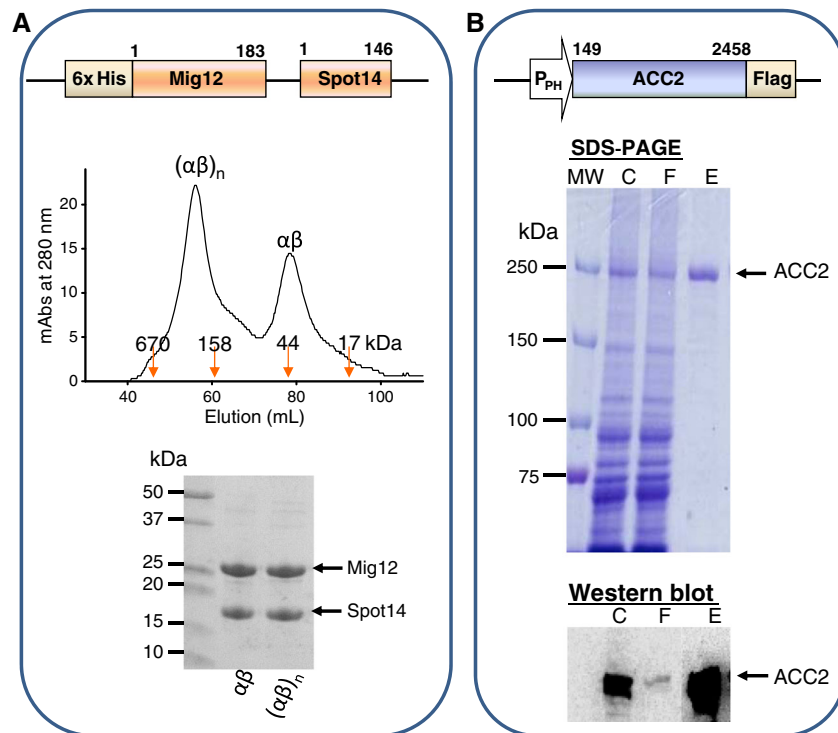 A
1 183 1 146
6x His Mig12 Spot14
(αβ)n
αβ
mAbs at 280 nm
20
15
10
5
0
670 158 44 17 kDa
40 60 80 100
Elution (mL)
kDa
50
37
25
20
15
10
Mig12
Spot14
αβ (αβ)n
B
149 2458
PPH ACC2 Flag
SDS-PAGE
MW C F E
kDa
250
150
100
75
ACC2
Western blot
C F E
ACC2